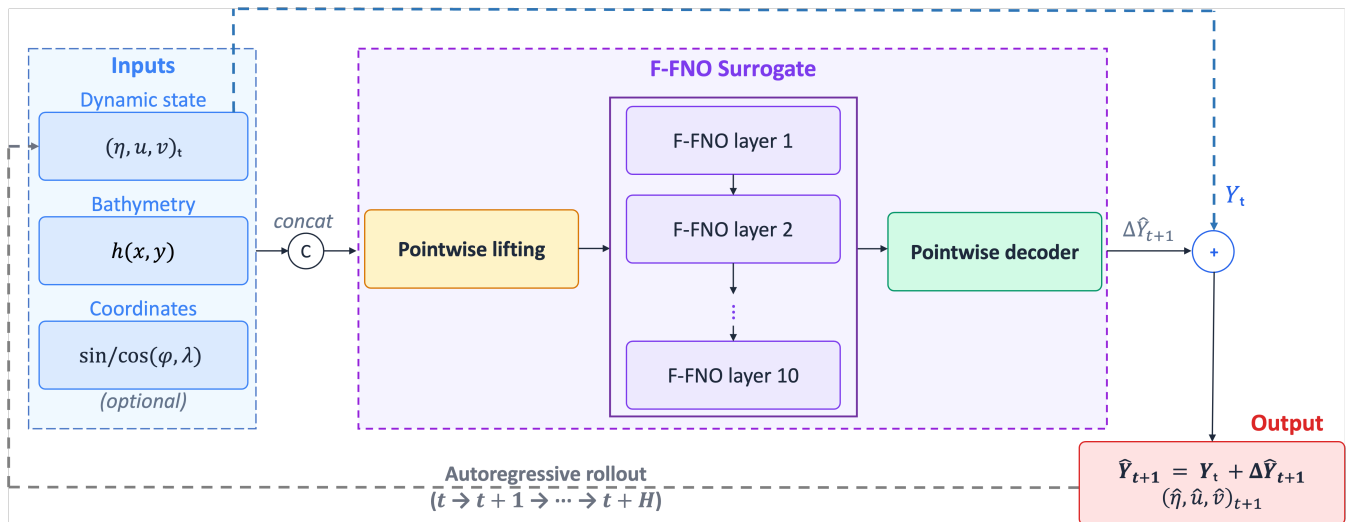 Inputs
Dynamic state
(η, u, v)ₜ
Bathymetry
h(x, y)
Coordinates
sin/cos(φ, λ)
(optional)
concat
C
F-FNO Surrogate
Pointwise lifting
F-FNO layer 1
F-FNO layer 2
⋮
F-FNO layer 10
Pointwise decoder
ΔŶₜ₊₁
Yₜ
+
Output
Ŷₜ₊₁ = Yₜ + ΔŶₜ₊₁
(η̂, û, v̂)ₜ₊₁
Autoregressive rollout
(t → t + 1 → ⋯ → t + H)